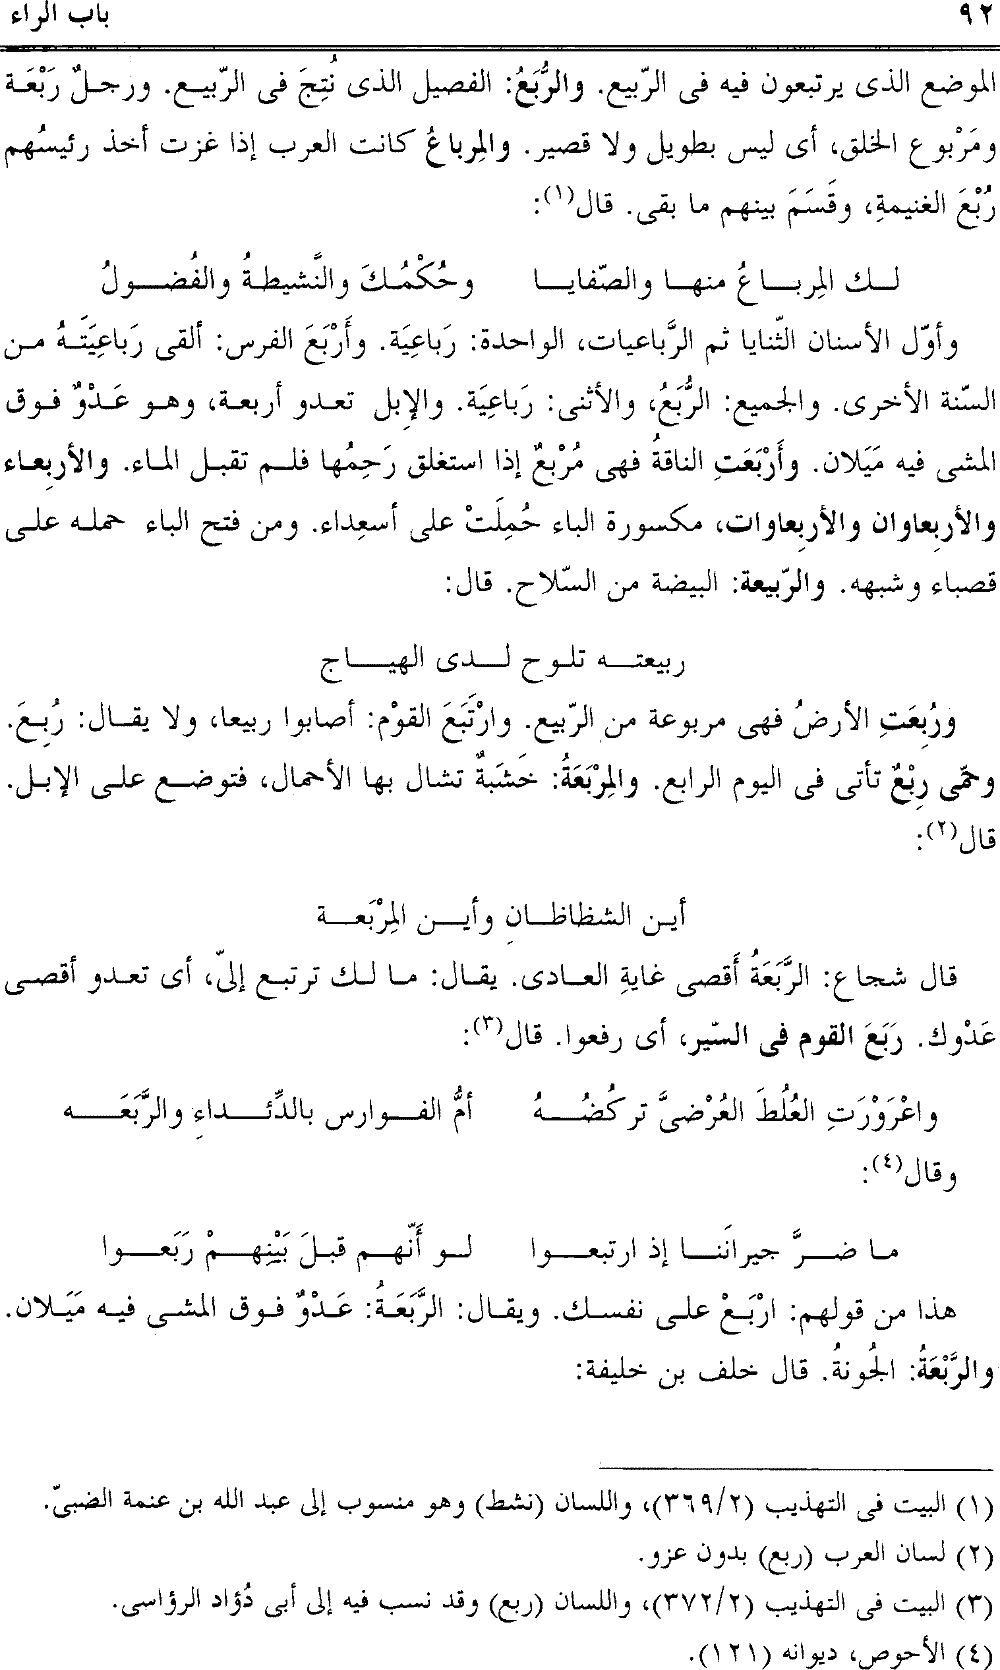 ٩٢ باب الراء
الموضع الذى يرتبعون فيه فى الرّبيع. والرُّبَعُ: الفصيل الذى نُتِجَ فى الرّبيع. ورجلٌ رَبْعَة
ومَرْبوع الخلق، أى ليس بطويل ولا قصير. والمِرباعُ كانت العرب إذا غزت أخذ رئيسُهم
رُبْعَ الغنيمةِ، وقَسَمَ بينهم ما بقى. قال(١):
لك المِرباعُ منها والصّفايا وحُكْمُكَ والنَّشيطةُ والفُضولُ
وأوّل الأسنان الثّنايا ثم الرَّباعيات، الواحدة: رَباعِيَة. وأَرْبَعَ الفرس: ألقى رَباعِيَتَهُ من
السّنة الأخرى. والجميع: الرُّبَعُ، والأنثى: رَباعِيَة. والإبل تعدو أربعة، وهو عَدْوٌ فوق
المشى فيه مَيَلان. وأَرْبَعَتِ الناقةُ فهى مُرْبعٌ إذا استغلق رَحِمُها فلم تقبل الماء. والأربِعاء
والأربِعاوان والأربِعاوات، مكسورة الباء حُمِلَتْ على أسعِداء. ومن فتح الباء حمله على
قصباء وشبهه. والرّبيعة: البيضة من السّلاح. قال:
ربيعته تلوح لدى الهياج
ورُبِعَتِ الأرضُ فهى مربوعة من الرّبيع. وارْتَبَعَ القوْم: أصابوا ربيعا، ولا يقال: رُبِعَ.
وحمّى رِبْعٌ تأتى فى اليوم الرابع. والمِرْبَعَةُ: خَشَبةٌ تشال بها الأحمال، فتوضع على الإبل.
قال(٢):
أين الشظاظانِ وأين المِرْبَعة
قال شجاع: الرَّبَعَةُ أَقصى غايةِ العادى. يقال: ما لك ترتبع إلىّ، أى تعدو أقصى
عَدْوك. رَبَعَ القوم فى السّير، أى رفعوا. قال(٣):
واعْرَوْرَتِ العُلُطَ العُرْضىَّ تركُضُهُ أمُّ الفوارس بالدِّئداءِ والرَّبَعَه
وقال(٤):
ما ضرَّ جيرانَنا إذ ارتبعوا لو أَنّهم قبلَ بَيْنِهِمْ رَبَعوا
هذا من قولهم: ارْبَعْ على نفسك. ويقال: الرَّبَعَةُ: عَدْوٌ فوق المشى فيه مَيَلان.
والرَّبْعَةُ: الجُونةُ. قال خلف بن خليفة:
(١) البيت فى التهذيب (٣٦٩/٢)، واللسان (نشط) وهو منسوب إلى عبد الله بن عنمة الضبىّ.
(٢) لسان العرب (ربع) بدون عزو.
(٣) البيت فى التهذيب (٣٧٢/٢)، واللسان (ربع) وقد نسب فيه إلى أبى دُؤاد الرؤاسى.
(٤) الأحوص، ديوانه (١٢١).